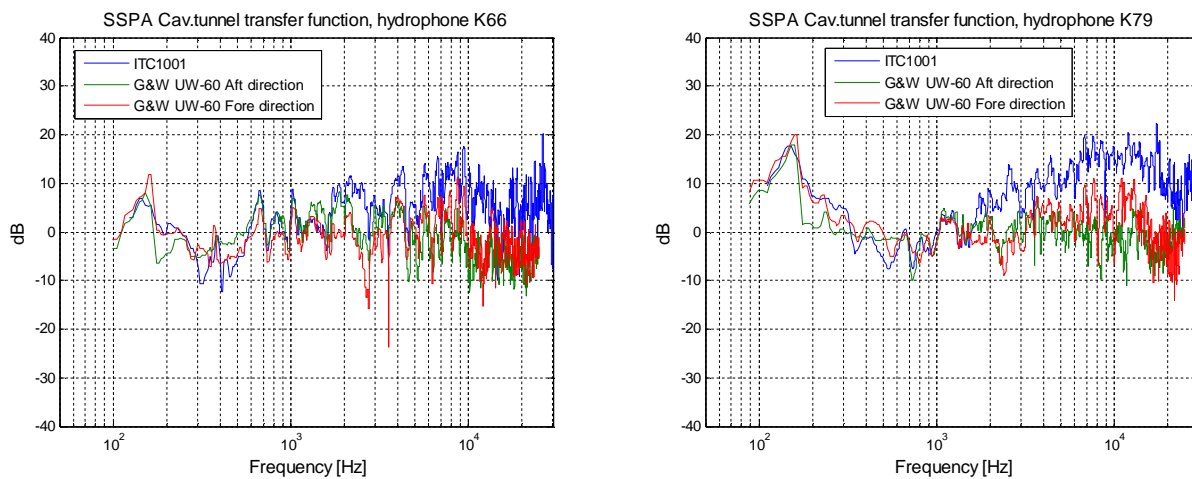 SSPA Cav.tunnel transfer function, hydrophone K66
40
30
20
10
0
-10
-20
-30
-40
dB
ITC1001
G&W UW-60 Aft direction
G&W UW-60 Fore direction
10^2
10^3
10^4
Frequency [Hz]
SSPA Cav.tunnel transfer function, hydrophone K79
40
30
20
10
0
-10
-20
-30
-40
dB
ITC1001
G&W UW-60 Aft direction
G&W UW-60 Fore direction
10^2
10^3
10^4
Frequency [Hz]